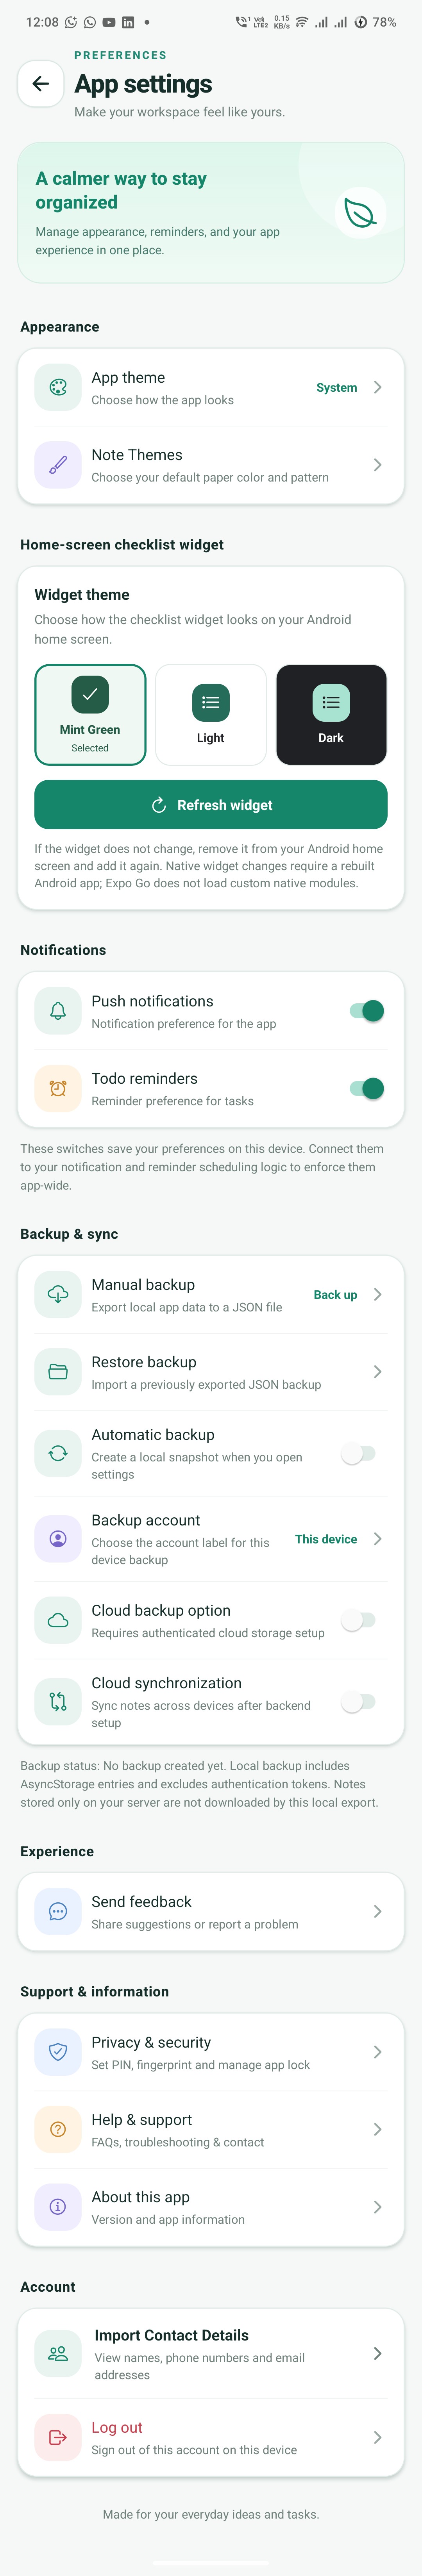 12:08
1 Vo)) LTE2 0.15 KB/s 78%
PREFERENCES
App settings
Make your workspace feel like yours.
A calmer way to stay
organized
Manage appearance, reminders, and your app
experience in one place.
Appearance
App theme
Choose how the app looks
System
Note Themes
Choose your default paper color and pattern
Home-screen checklist widget
Widget theme
Choose how the checklist widget looks on your Android
home screen.
Mint Green
Selected
Light
Dark
Refresh widget
If the widget does not change, remove it from your Android home
screen and add it again. Native widget changes require a rebuilt
Android app; Expo Go does not load custom native modules.
Notifications
Push notifications
Notification preference for the app
Todo reminders
Reminder preference for tasks
These switches save your preferences on this device. Connect them
to your notification and reminder scheduling logic to enforce them
app-wide.
Backup & sync
Manual backup
Export local app data to a JSON file
Back up
Restore backup
Import a previously exported JSON backup
Automatic backup
Create a local snapshot when you open
settings
Backup account
Choose the account label for this
device backup
This device
Cloud backup option
Requires authenticated cloud storage setup
Cloud synchronization
Sync notes across devices after backend
setup
Backup status: No backup created yet. Local backup includes
AsyncStorage entries and excludes authentication tokens. Notes
stored only on your server are not downloaded by this local export.
Experience
Send feedback
Share suggestions or report a problem
Support & information
Privacy & security
Set PIN, fingerprint and manage app lock
Help & support
FAQs, troubleshooting & contact
About this app
Version and app information
Account
Import Contact Details
View names, phone numbers and email
addresses
Log out
Sign out of this account on this device
Made for your everyday ideas and tasks.